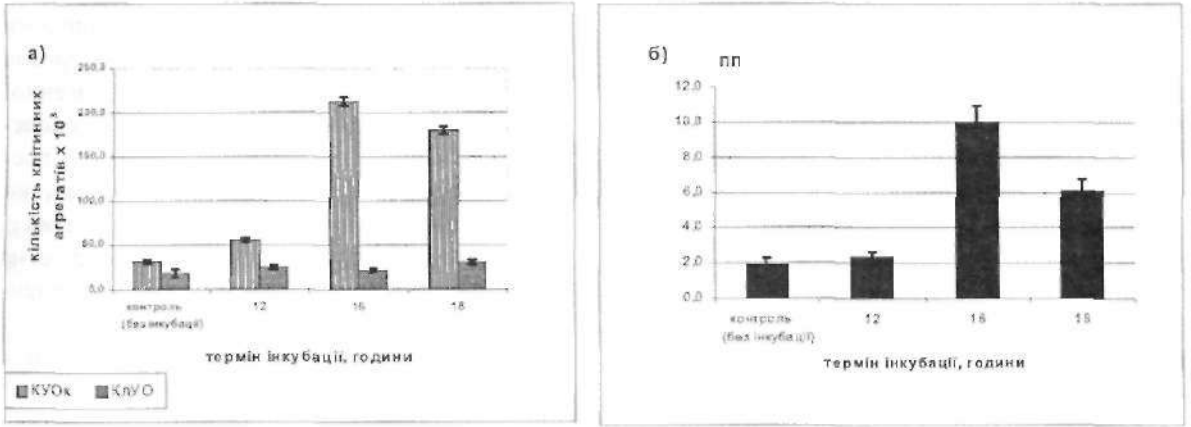 а)
кількість клітинних
агрегатів x 10³
250,0
200,0
150,0
100,0
50,0
0,0
контроль
(без інкубації)
12
16
18
термін інкубації, години
КУОк
КлУО
б)
ПП
12,0
10,0
8,0
6,0
4,0
2,0
0,0
контроль
(без інкубації)
12
16
18
термін інкубації, години